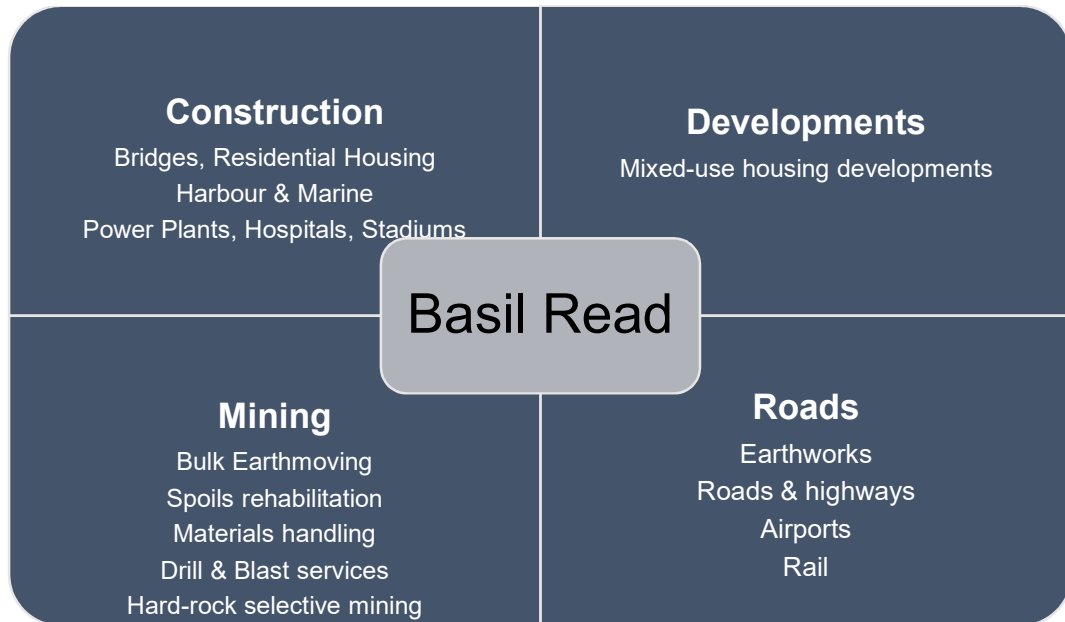 Construction
Bridges, Residential Housing
Harbour & Marine
Power Plants, Hospitals, Stadiums
Developments
Mixed-use housing developments
Basil Read
Mining
Bulk Earthmoving
Spoils rehabilitation
Materials handling
Drill & Blast services
Hard-rock selective mining
Roads
Earthworks
Roads & highways
Airports
Rail